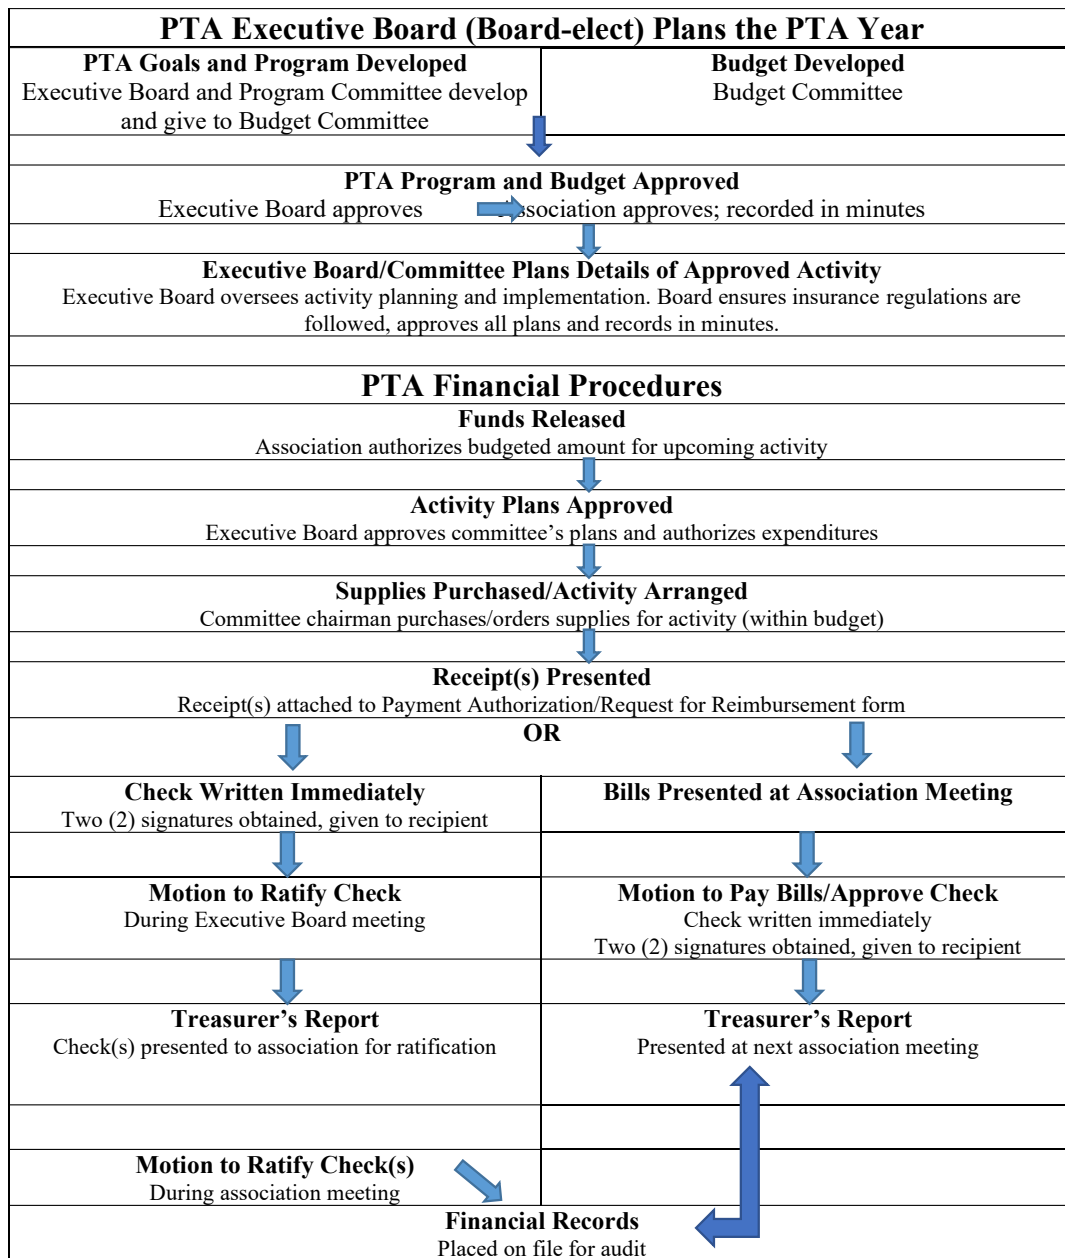 PTA Executive Board (Board-elect) Plans the PTA Year
PTA Goals and Program Developed
Executive Board and Program Committee develop
and give to Budget Committee
Budget Developed
Budget Committee
PTA Program and Budget Approved
Executive Board approves
Association approves; recorded in minutes
Executive Board/Committee Plans Details of Approved Activity
Executive Board oversees activity planning and implementation. Board ensures insurance regulations are
followed, approves all plans and records in minutes.
PTA Financial Procedures
Funds Released
Association authorizes budgeted amount for upcoming activity
Activity Plans Approved
Executive Board approves committee’s plans and authorizes expenditures
Supplies Purchased/Activity Arranged
Committee chairman purchases/orders supplies for activity (within budget)
Receipt(s) Presented
Receipt(s) attached to Payment Authorization/Request for Reimbursement form
OR
Check Written Immediately
Two (2) signatures obtained, given to recipient
Bills Presented at Association Meeting
Motion to Ratify Check
During Executive Board meeting
Motion to Pay Bills/Approve Check
Check written immediately
Two (2) signatures obtained, given to recipient
Treasurer’s Report
Check(s) presented to association for ratification
Treasurer’s Report
Presented at next association meeting
Motion to Ratify Check(s)
During association meeting
Financial Records
Placed on file for audit